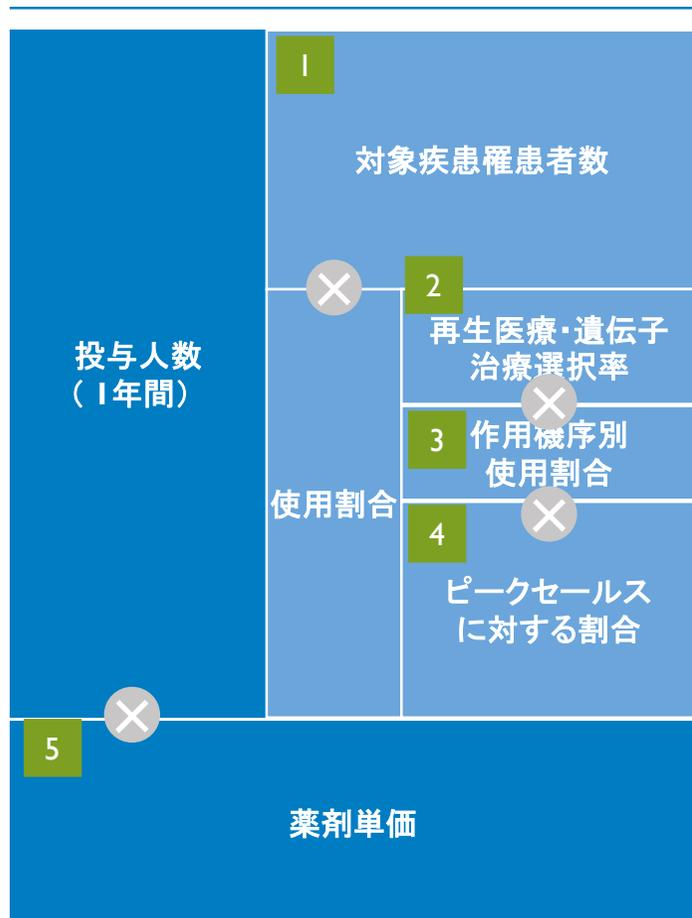 1
対象疾患罹患者数
2
再生医療・遺伝子
治療選択率
投与人数
（1年間）
3
作用機序別
使用割合
使用割合
4
ピークセールス
に対する割合
5
薬剤単価